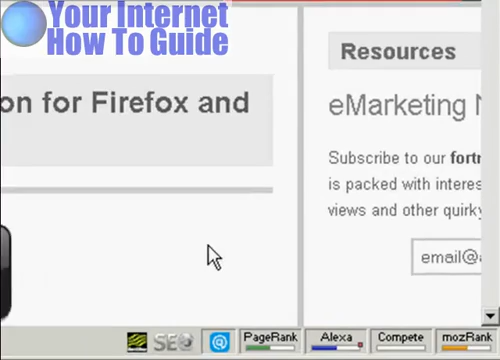 Your Internet
How To Guide
on for Firefox and
Resources
eMarketing N
Subscribe to our fortr
is packed with interes
views and other quirky
email@a
SEO
PageRank
Alexa
Compete
mozRank